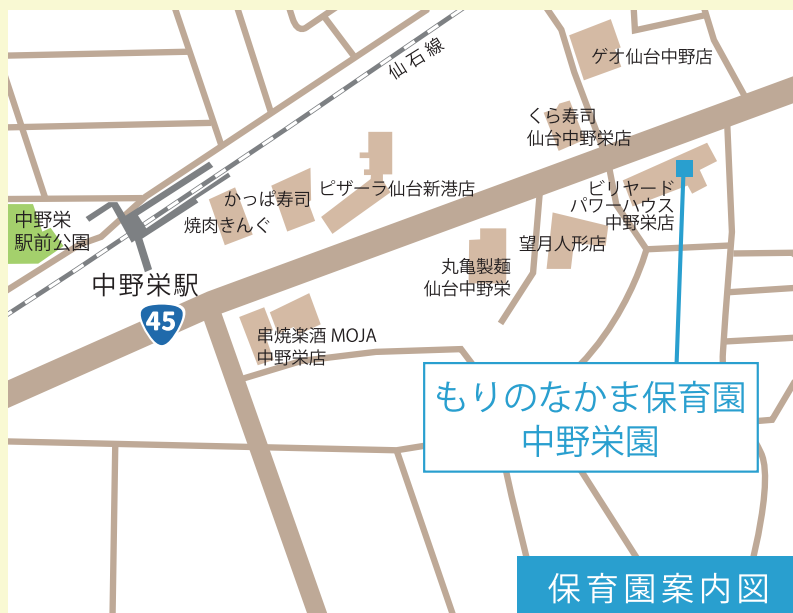 仙石線
ゲオ仙台中野店
くら寿司
仙台中野栄店
ピザーラ仙台新港店
かっぱ寿司
焼肉きんぐ
ビリヤード
パワーハウス
中野栄店
中野栄
駅前公園
望月人形店
丸亀製麺
仙台中野栄
中野栄駅
45
串焼楽酒 MOJA
中野栄店
もりのなかま保育園
中野栄園
保育園案内図